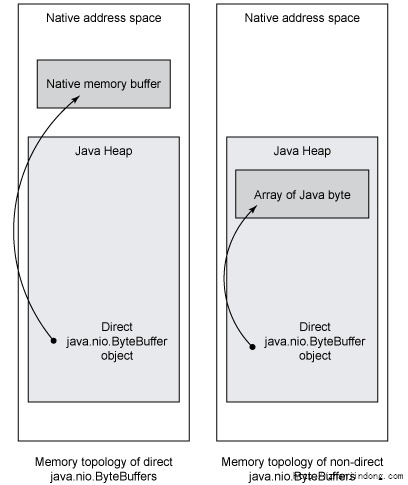 Native address space
Native memory buffer
Java Heap
Direct
java.nio.ByteBuffer
object
Memory topology of direct
java.nio.ByteBuffers
Native address space
Java Heap
Array of Java byte
Direct
java.nio.ByteBuffer
object
Memory topology of non-direct
java.nio.ByteBuffers